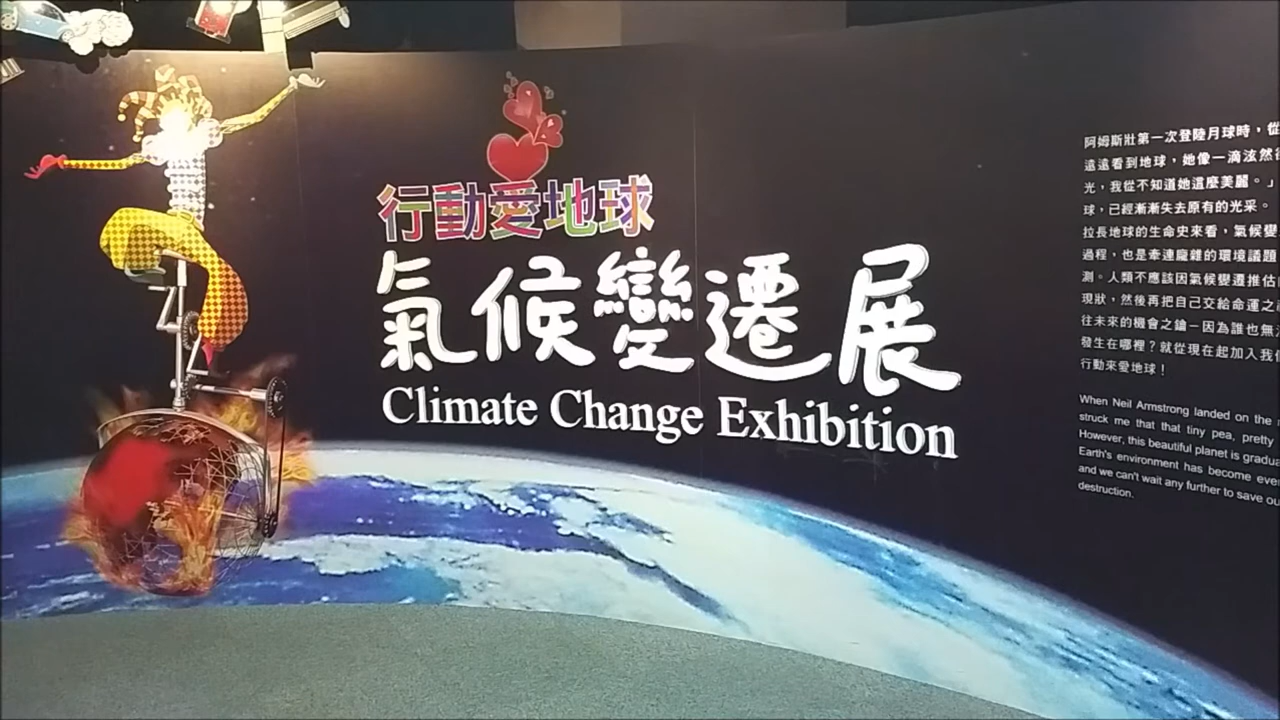 行動愛地球
氣候變遷展
Climate Change Exhibition
阿姆斯壯第一次登陸月球時，從
遠遠看到地球，她像一滴泫然
光，我從不知道她這麼美麗。」
球，已經漸漸失去原有的光采。
拉長地球的生命史來看，氣候變
過程，也是牽連龐雜的環境議題
測。人類不應該因氣候變遷推估
現狀，然後再把自己交給命運之
往未來的機會之鑰－因為誰也無
發生在哪裡？就從現在起加入我
行動來愛地球！
When Neil Armstrong landed on the
struck me that that tiny pea, pretty
However, this beautiful planet is gradua
Earth's environment has become eve
and we can't wait any further to save ou
destruction.